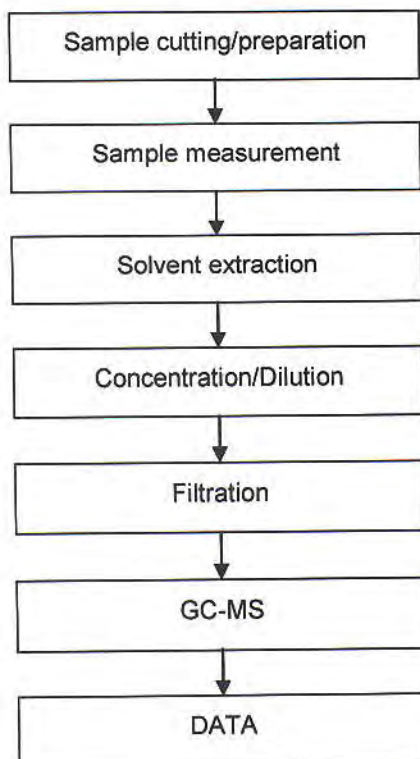 Sample cutting/preparation
Sample measurement
Solvent extraction
Concentration/Dilution
Filtration
GC-MS
DATA